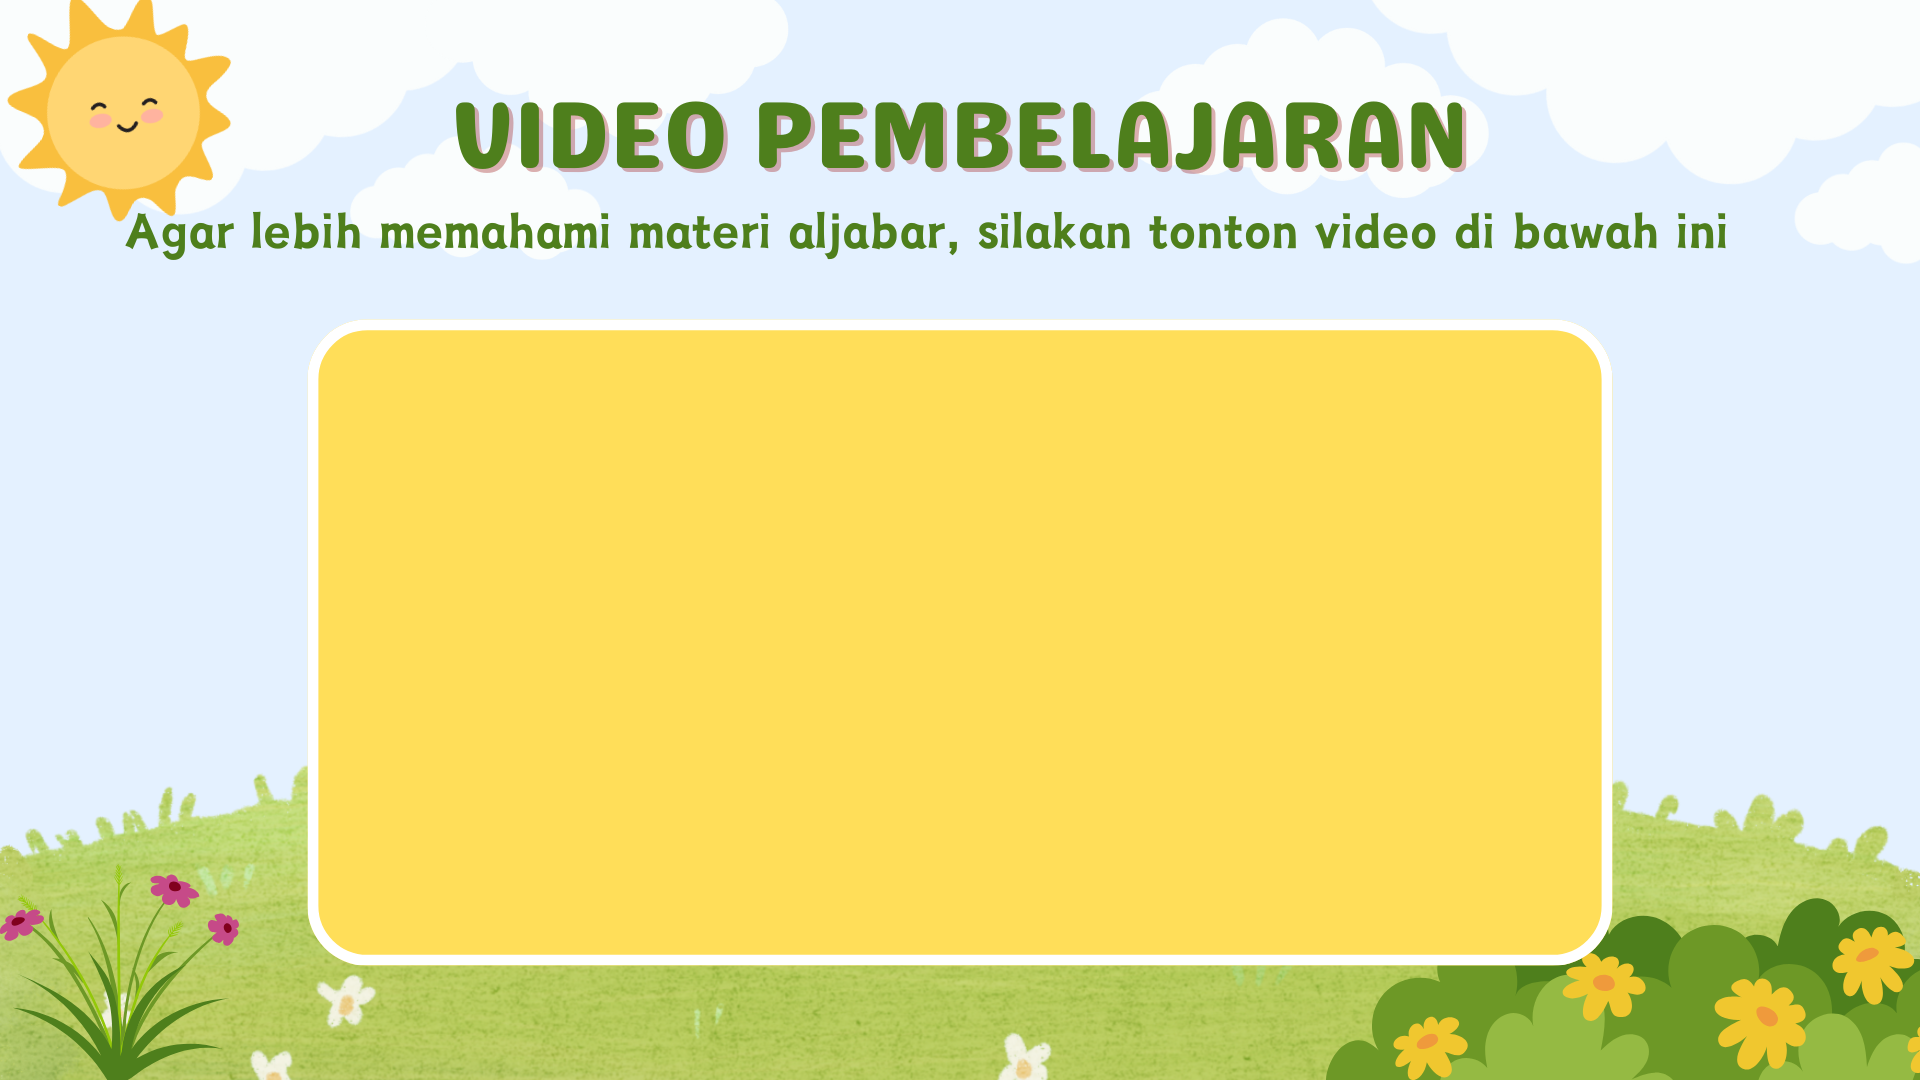 VIDEO PEMBELAJARAN
Agar lebih memahami materi aljabar, silakan tonton video di bawah ini